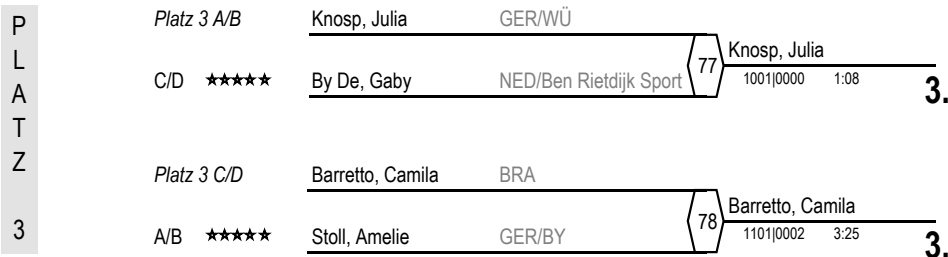 PLATZ 3
Platz 3 A/B Knosp, Julia GER/WÜ
77 Knosp, Julia
C/D ★★★★★ By De, Gaby NED/Ben Rietdijk Sport 1001|0000 1:08 3.
Platz 3 C/D Barretto, Camila BRA
78 Barretto, Camila
A/B ★★★★★ Stoll, Amelie GER/BY 1101|0002 3:25 3.